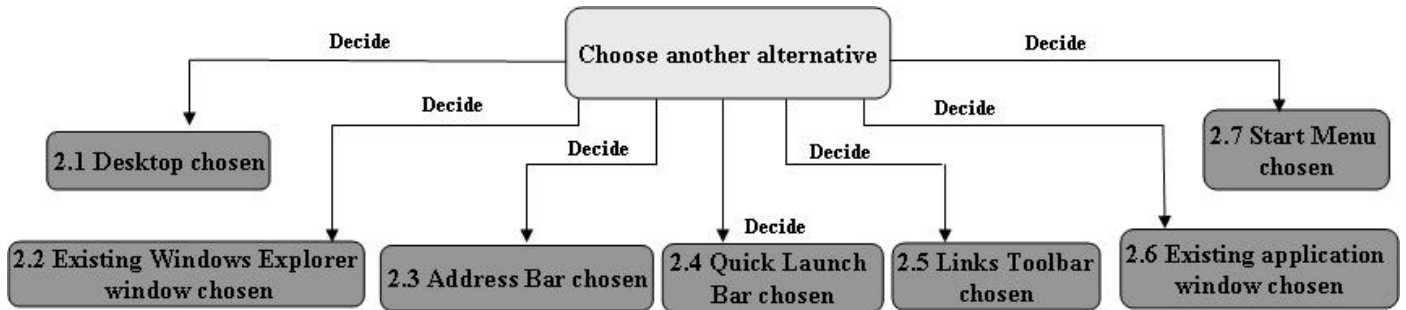 Decide
Choose another alternative
Decide
Decide
Decide
2.1 Desktop chosen
Decide
Decide
2.7 Start Menu
chosen
Decide
2.2 Existing Windows Explorer
window chosen
2.3 Address Bar chosen
2.4 Quick Launch
Bar chosen
2.5 Links Toolbar
chosen
2.6 Existing application
window chosen